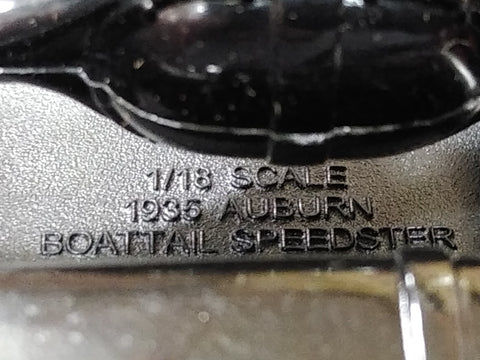 1/18 SCALE
1935 AUBURN
BOATTAIL SPEEDSTER